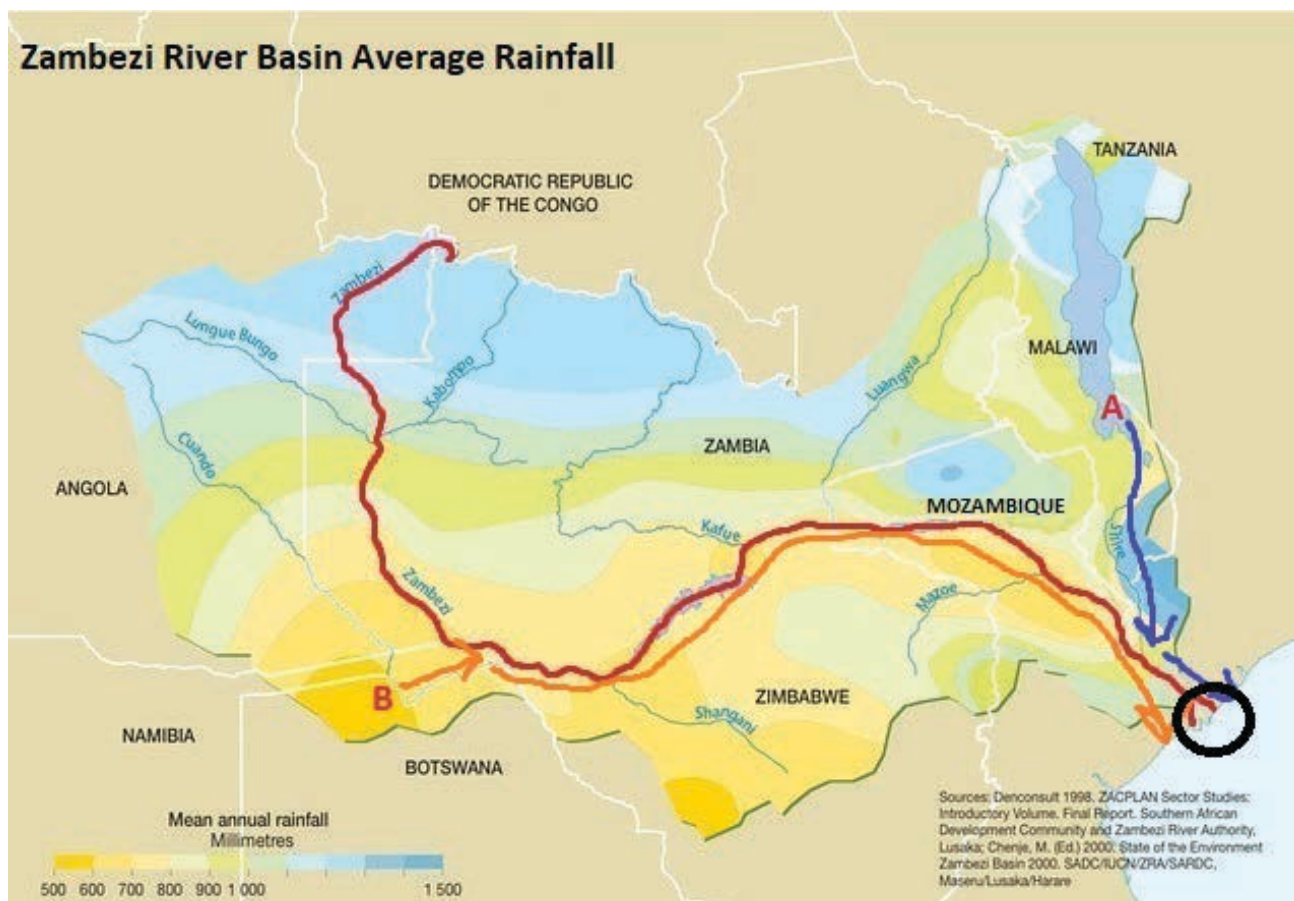 Zambezi River Basin Average Rainfall
TANZANIA
DEMOCRATIC REPUBLIC
OF THE CONGO
Zambezi
Lungue Bungo
Kabompo
Luangwa
MALAWI
A
Cuando
ZAMBIA
ANGOLA
MOZAMBIQUE
Kafue
Shire
Zambezi
Mazoe
B
ZIMBABWE
Shangani
NAMIBIA
BOTSWANA
Mean annual rainfall
Millimetres
500 600 700 800 900 1 000 1 500
Sources: Denconsult 1998. ZACPLAN Sector Studies:
Introductory Volume. Final Report. Southern African
Development Community and Zambezi River Authority,
Lusaka; Chenje, M. (Ed.) 2000. State of the Environment
Zambezi Basin 2000. SADC/IUCN/ZRA/SARDC,
Maseru/Lusaka/Harare